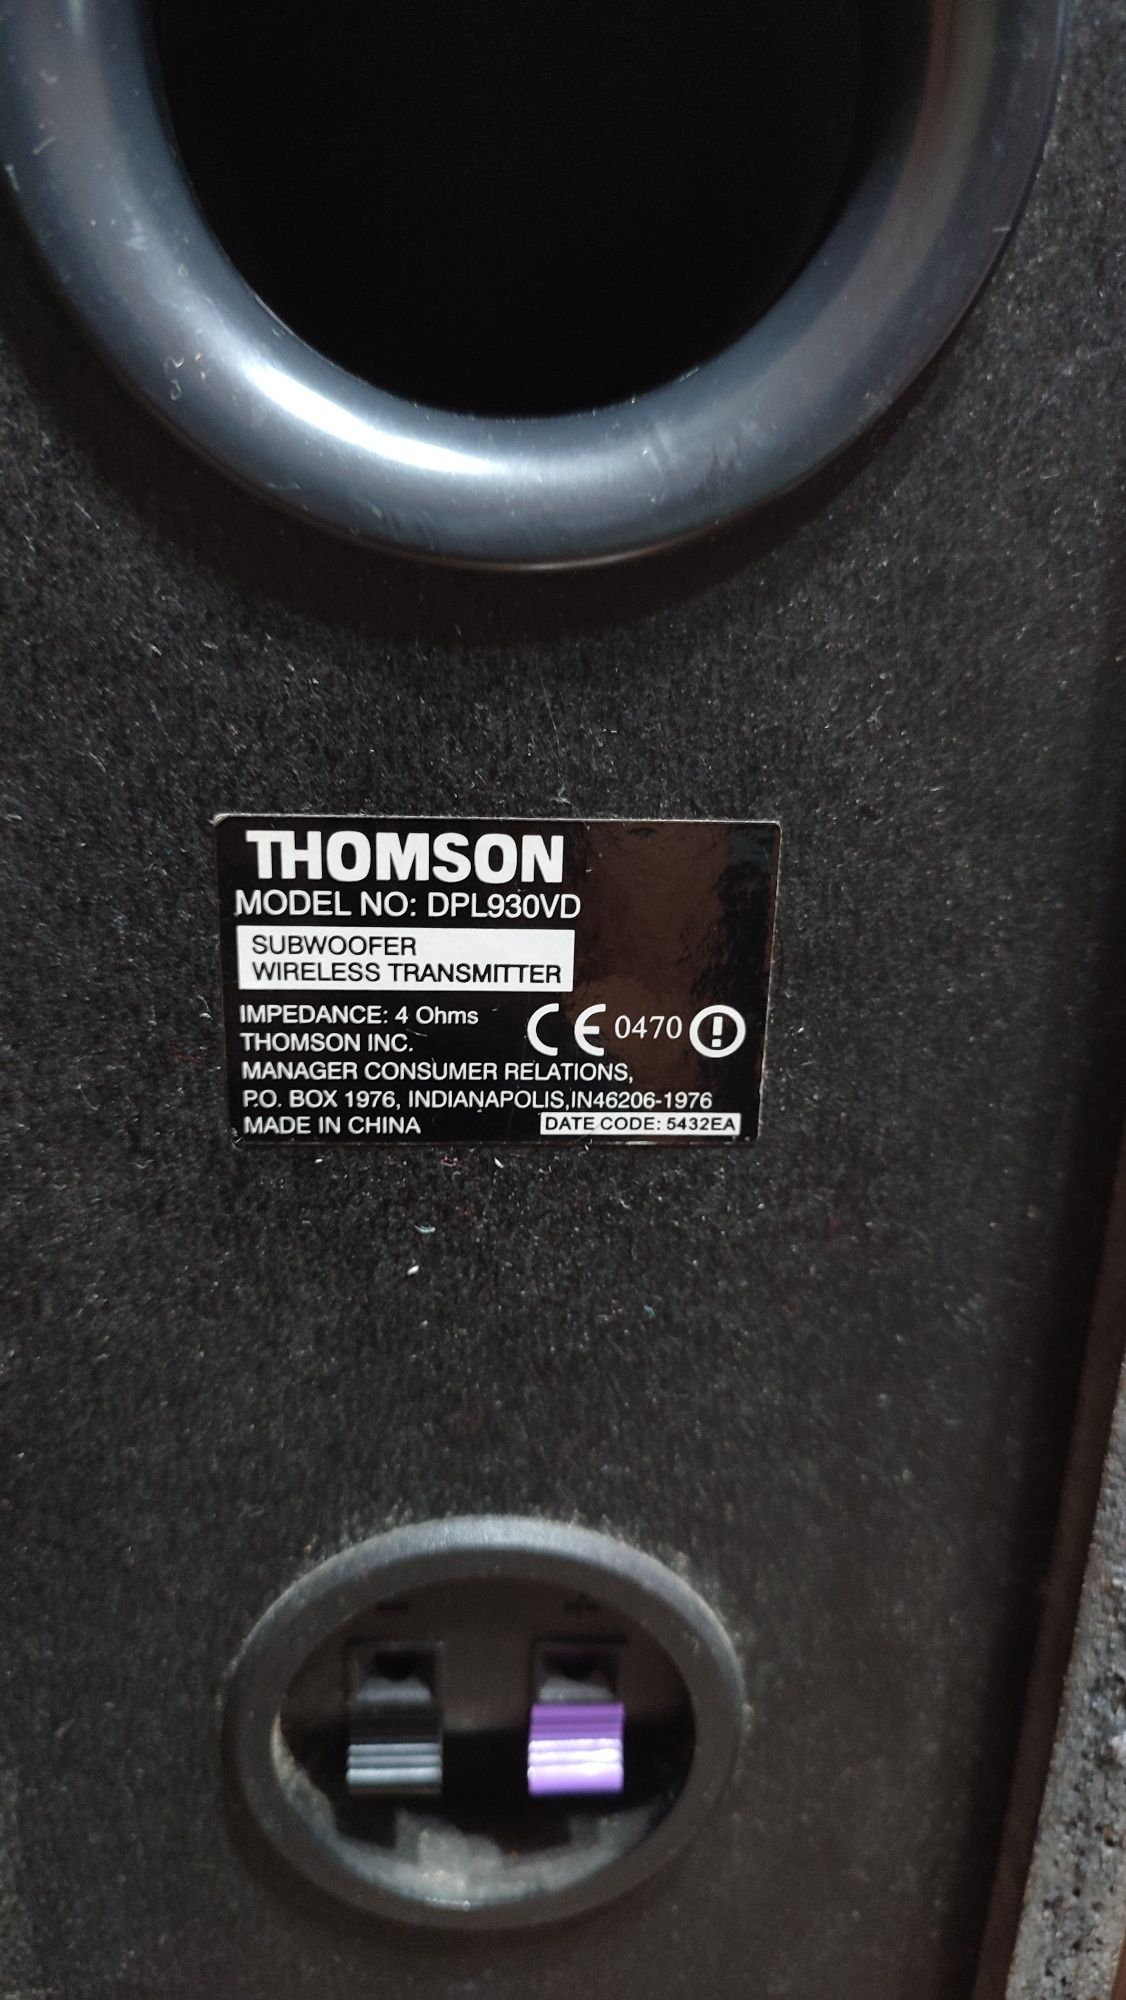 THOMSON
MODEL NO: DPL930VD
SUBWOOFER
WIRELESS TRANSMITTER
IMPEDANCE: 4 Ohms
THOMSON INC.
CE 0470
MANAGER CONSUMER RELATIONS,
P.O. BOX 1976, INDIANAPOLIS,IN46206-1976
MADE IN CHINA
DATE CODE: 5432EA
- +